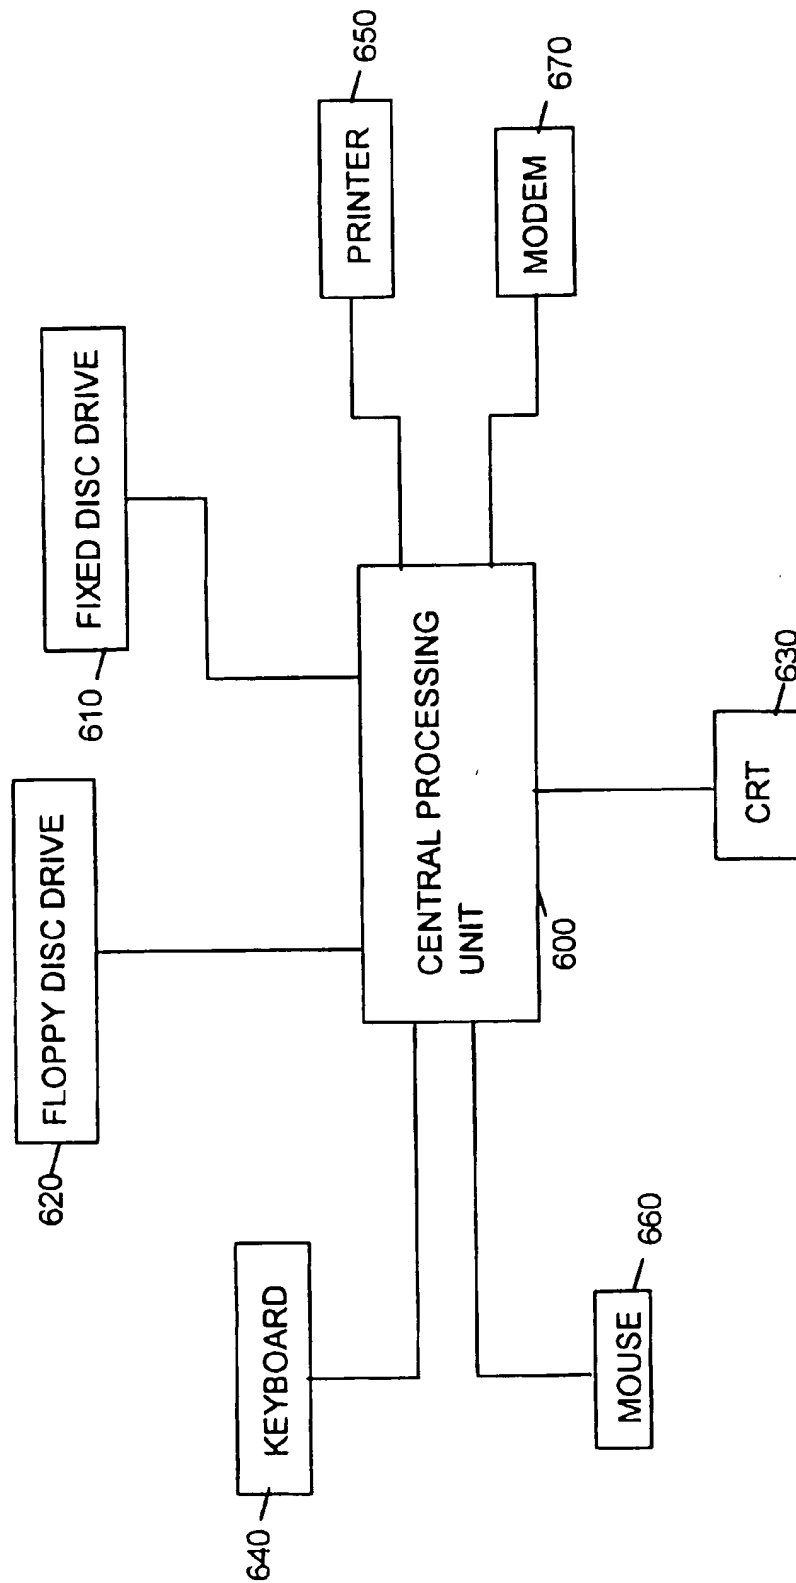 FLOPPY DISC DRIVE
620
FIXED DISC DRIVE
610
KEYBOARD
640
PRINTER
650
CENTRAL PROCESSING
UNIT
600
MODEM
670
MOUSE
660
CRT
630